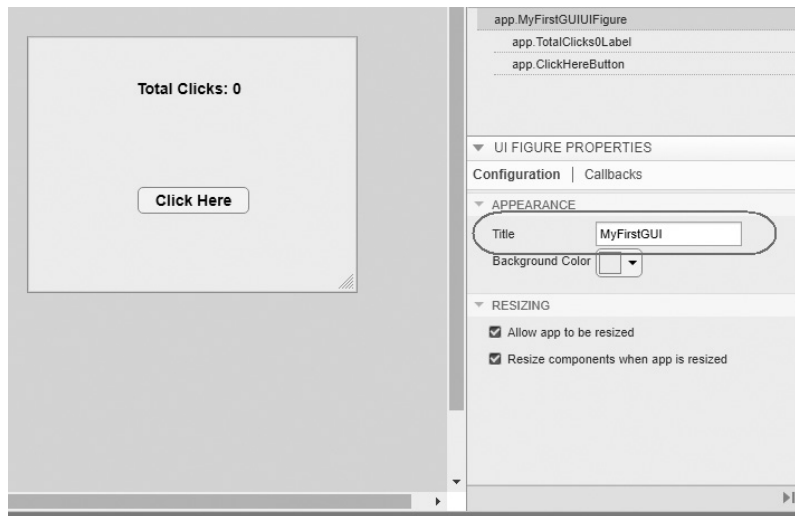 Total Clicks: 0
Click Here
app.MyFirstGUIUIFigure
app.TotalClicks0Label
app.ClickHereButton
UI FIGURE PROPERTIES
Configuration | Callbacks
APPEARANCE
Title MyFirstGUI
Background Color
RESIZING
Allow app to be resized
Resize components when app is resized